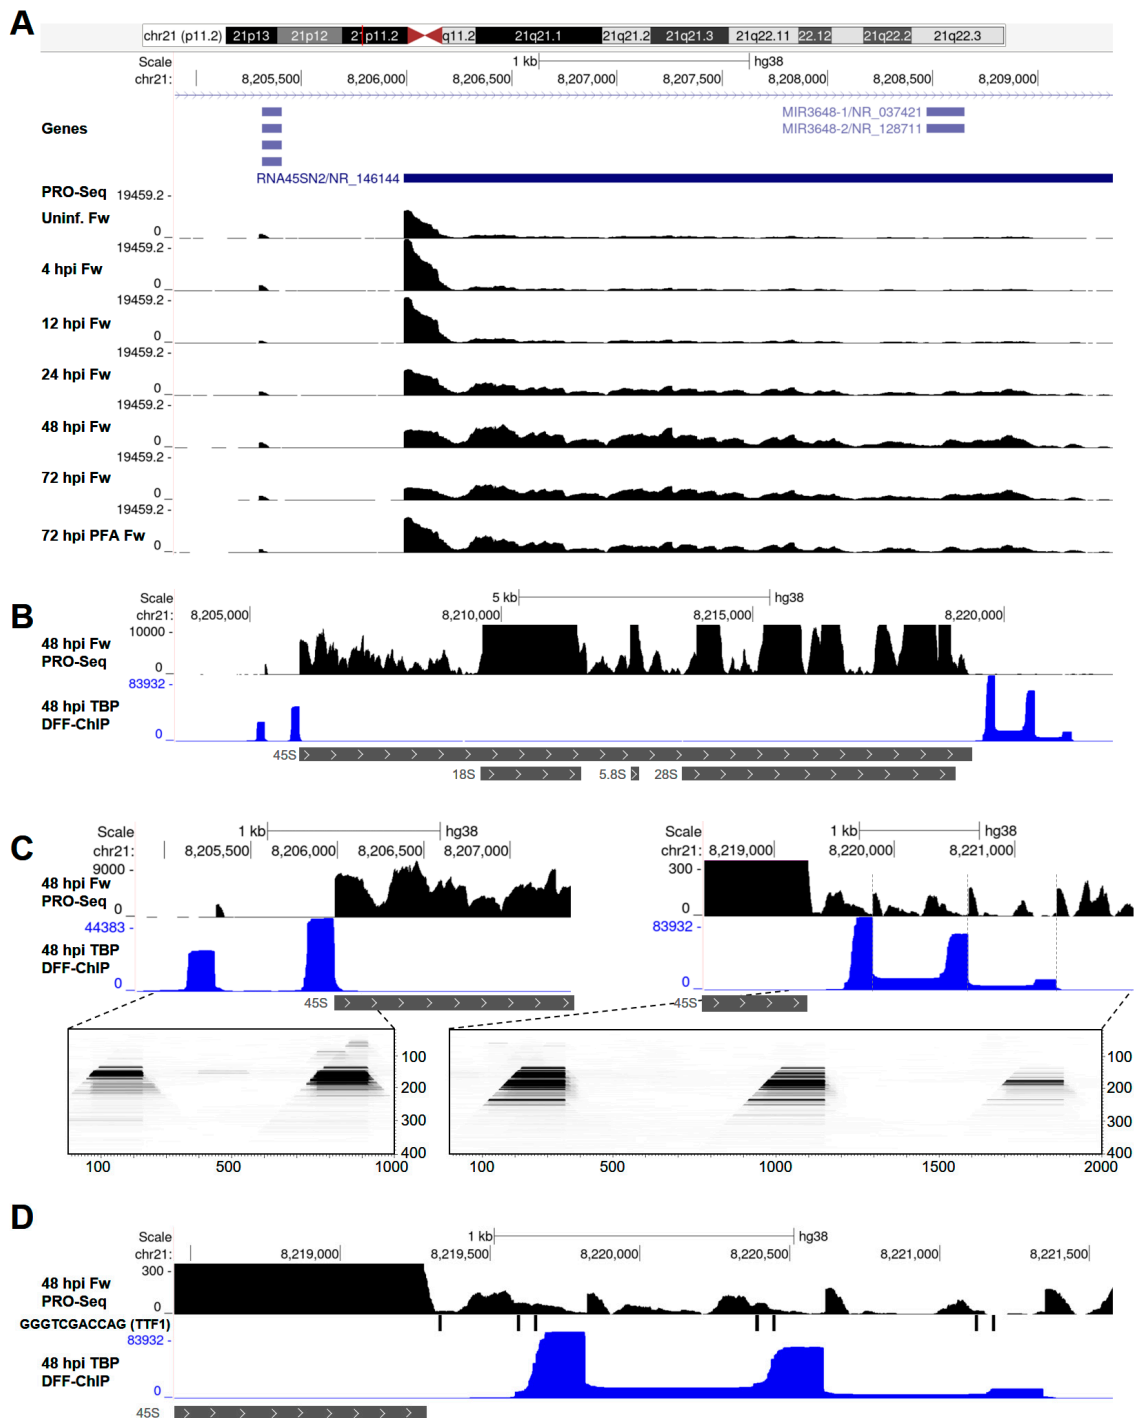 A
chr21 (p11.2) 21p13 21p12 21p11.2 q11.2 21q21.1 21q21.2 21q21.3 21q22.11 22.12 21q22.2 21q22.3
Scale 1 kb hg38
chr21: 8,205,500 8,206,000 8,206,500 8,207,000 8,207,500 8,208,000 8,208,500 8,209,000
MIR3648-1/NR_037421
Genes MIR3648-2/NR_128711
RNA45SN2/NR_146144
PRO-Seq 19459.2 -
Uninf. Fw 0
19459.2 -
4 hpi Fw 0
19459.2 -
12 hpi Fw 0
19459.2 -
24 hpi Fw 0
19459.2 -
48 hpi Fw 0
19459.2 -
72 hpi Fw 0
19459.2 -
72 hpi PFA Fw 0
B
Scale 5 kb hg38
chr21: 8,205,000 8,210,000 8,215,000 8,220,000
10000 -
48 hpi Fw
PRO-Seq 0
83932 -
48 hpi TBP
DFF-ChIP 0
45S
18S 5.8S 28S
C
Scale 1 kb hg38
chr21: 8,205,500 8,206,000 8,206,500 8,207,000
9000 -
48 hpi Fw
PRO-Seq 0
44383 -
48 hpi TBP
DFF-ChIP 0
45S
100
200
300
400
100 500 1000
Scale 1 kb hg38
chr21: 8,219,000 8,220,000 8,221,000
300 -
0
83932 -
0
45S
100
200
300
400
100 500 1000 1500 2000
D
Scale 1 kb hg38
chr21: 8,219,000 8,219,500 8,220,000 8,220,500 8,221,000 8,221,500
300 -
48 hpi Fw
PRO-Seq 0
GGGTCGACCAG (TTF1)
83932 -
48 hpi TBP
DFF-ChIP 0
45S